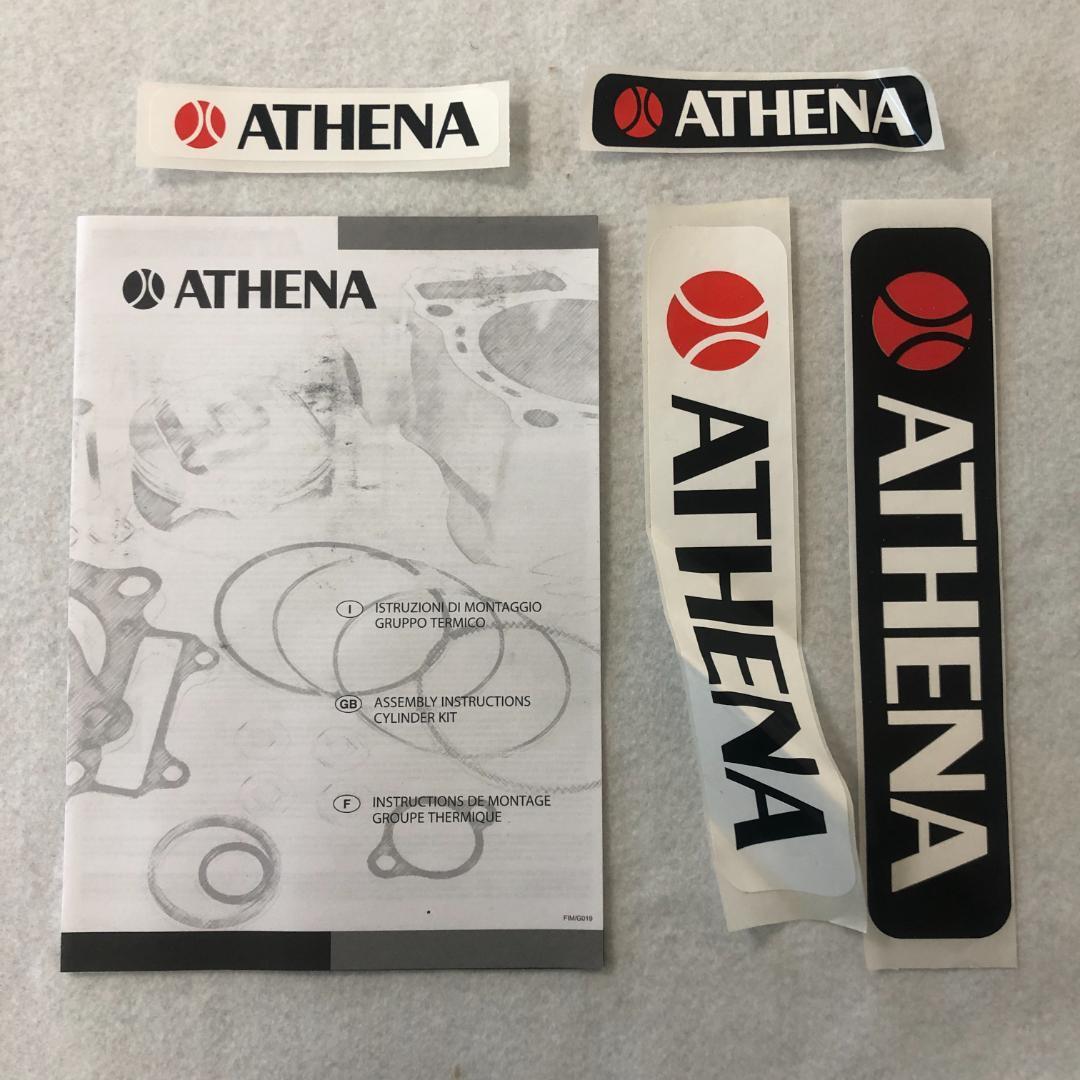 ATHENA
ATHENA
ATHENA
I ISTRUZIONI DI MONTAGGIO
GRUPPO TERMICO
GB ASSEMBLY INSTRUCTIONS
CYLINDER KIT
F INSTRUCTIONS DE MONTAGE
GROUPE THERMIQUE
FIM/G019
ATHENA
ATHENA